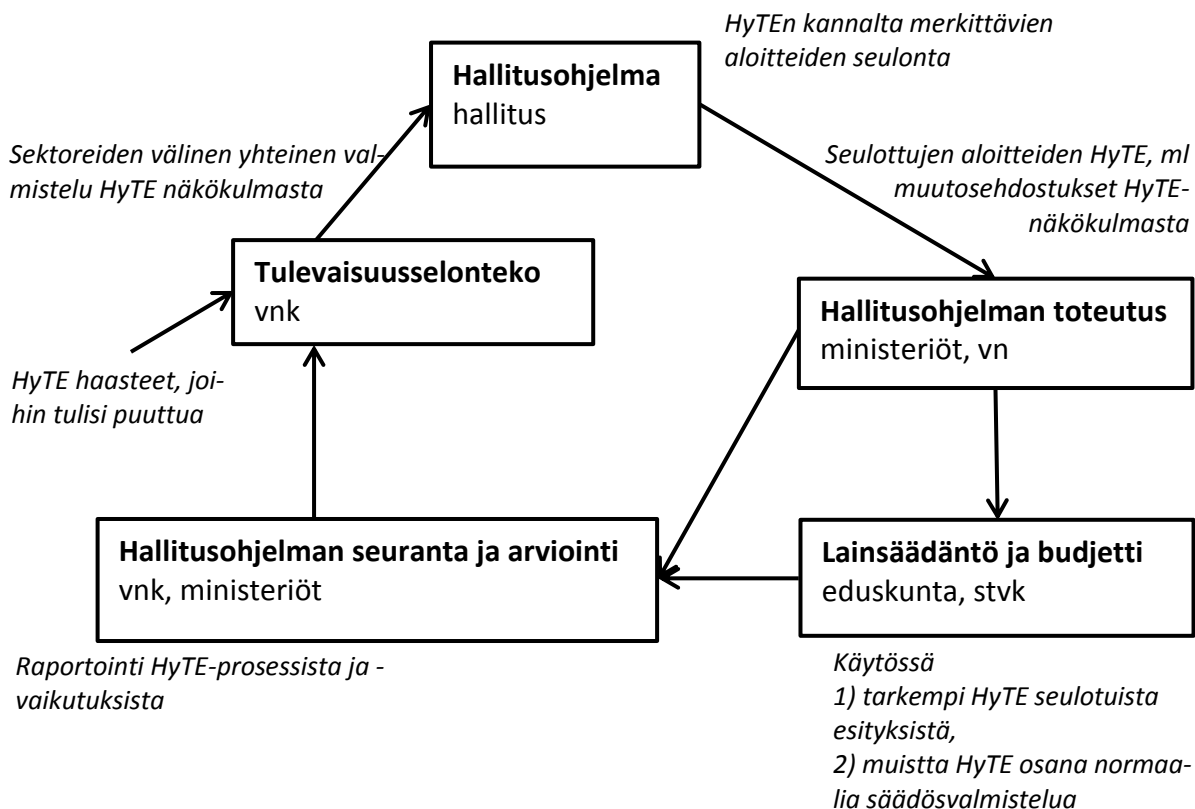 HyTEn kannalta merkittävien
aloitteiden seulonta
Hallitusohjelma
hallitus
Sektoreiden välinen yhteinen val-
mistelu HyTE näkökulmasta
Seulottujen aloitteiden HyTE, ml
muutosehdostukset HyTE-
näkökulmasta
Tulevaisuusselonteko
vnk
Hallitusohjelman toteutus
ministeriöt, vn
HyTE haasteet, joi-
hin tulisi puuttua
Hallitusohjelman seuranta ja arviointi
vnk, ministeriöt
Lainsäädäntö ja budjetti
eduskunta, stvk
Raportointi HyTE-prosessista ja -
vaikutuksista
Käytössä
1) tarkempi HyTE seulotuista
esityksistä,
2) muistta HyTE osana normaa-
lia säädösvalmistelua